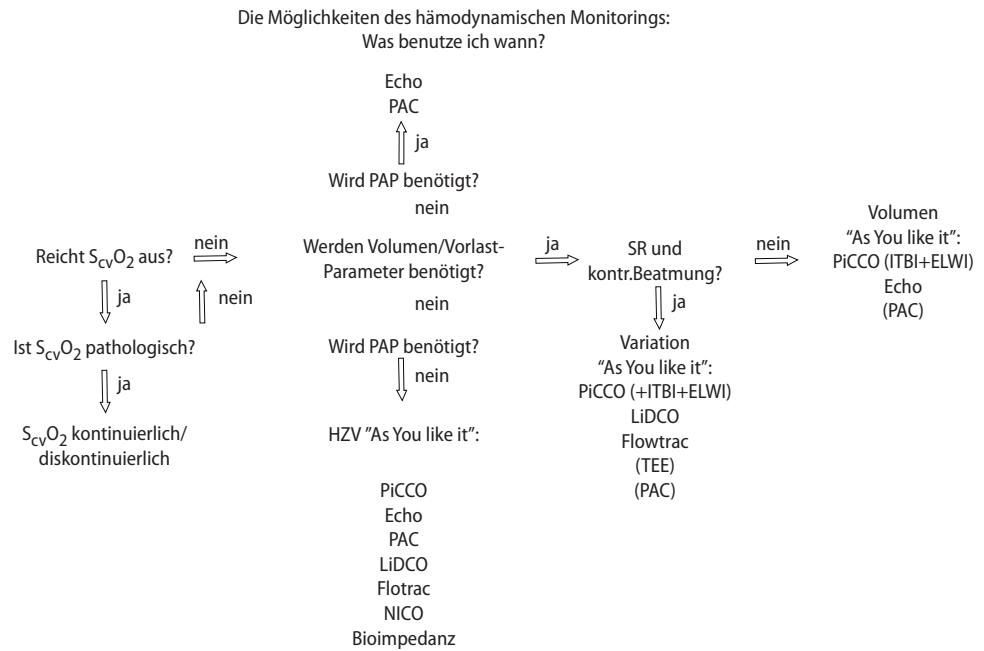 Die Möglichkeiten des hämodynamischen Monitorings:
Was benutze ich wann?
Echo
PAC
ja
Wird PAP benötigt?
nein
Reicht ScvO2 aus?
nein
Werden Volumen/Vorlast-
Parameter benötigt?
ja
SR und
kontr.Beatmung?
nein
Volumen
“As You like it”:
PiCCO (ITBI+ELWI)
Echo
(PAC)
ja
nein
nein
ja
Ist ScvO2 pathologisch?
Wird PAP benötigt?
Variation
“As You like it”:
PiCCO (+ITBI+ELWI)
LiDCO
Flowtrac
(TEE)
(PAC)
ja
nein
ScvO2 kontinuierlich/
diskontinuierlich
HZV ”As You like it”:
PiCCO
Echo
PAC
LiDCO
Flotrac
NICO
Bioimpedanz